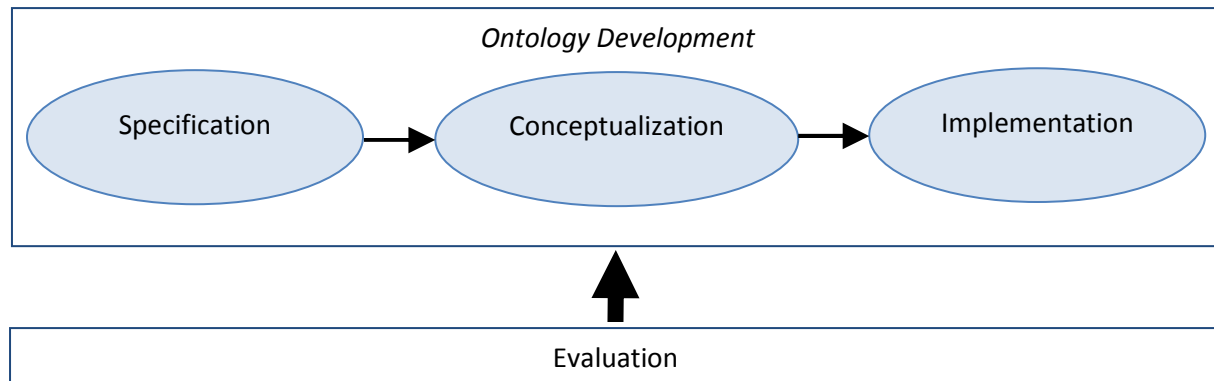 Ontology Development
Specification
Conceptualization
Implementation
Evaluation